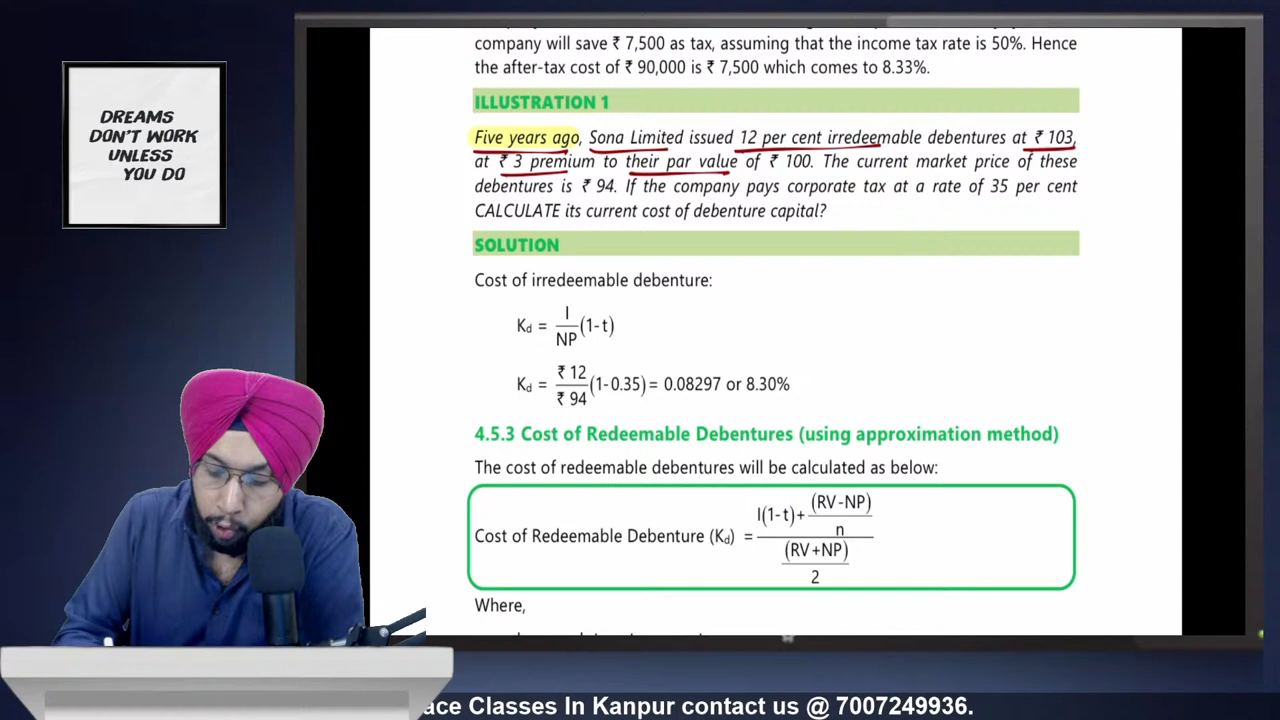 DREAMS
DON'T WORK
UNLESS
YOU DO
company will save ₹ 7,500 as tax, assuming that the income tax rate is 50%. Hence
the after-tax cost of ₹ 90,000 is ₹ 7,500 which comes to 8.33%.
ILLUSTRATION 1
Five years ago, Sona Limited issued 12 per cent irredeemable debentures at ₹ 103,
at ₹ 3 premium to their par value of ₹ 100. The current market price of these
debentures is ₹ 94. If the company pays corporate tax at a rate of 35 per cent
CALCULATE its current cost of debenture capital?
SOLUTION
Cost of irredeemable debenture:
Kd = I/NP (1-t)
Kd = ₹ 12/₹ 94 (1-0.35) = 0.08297 or 8.30%
4.5.3 Cost of Redeemable Debentures (using approximation method)
The cost of redeemable debentures will be calculated as below:
Cost of Redeemable Debenture (Kd) = I(1-t)+ (RV-NP)/n / (RV+NP)/2
Where,
ace Classes In Kanpur contact us @ 7007249936.